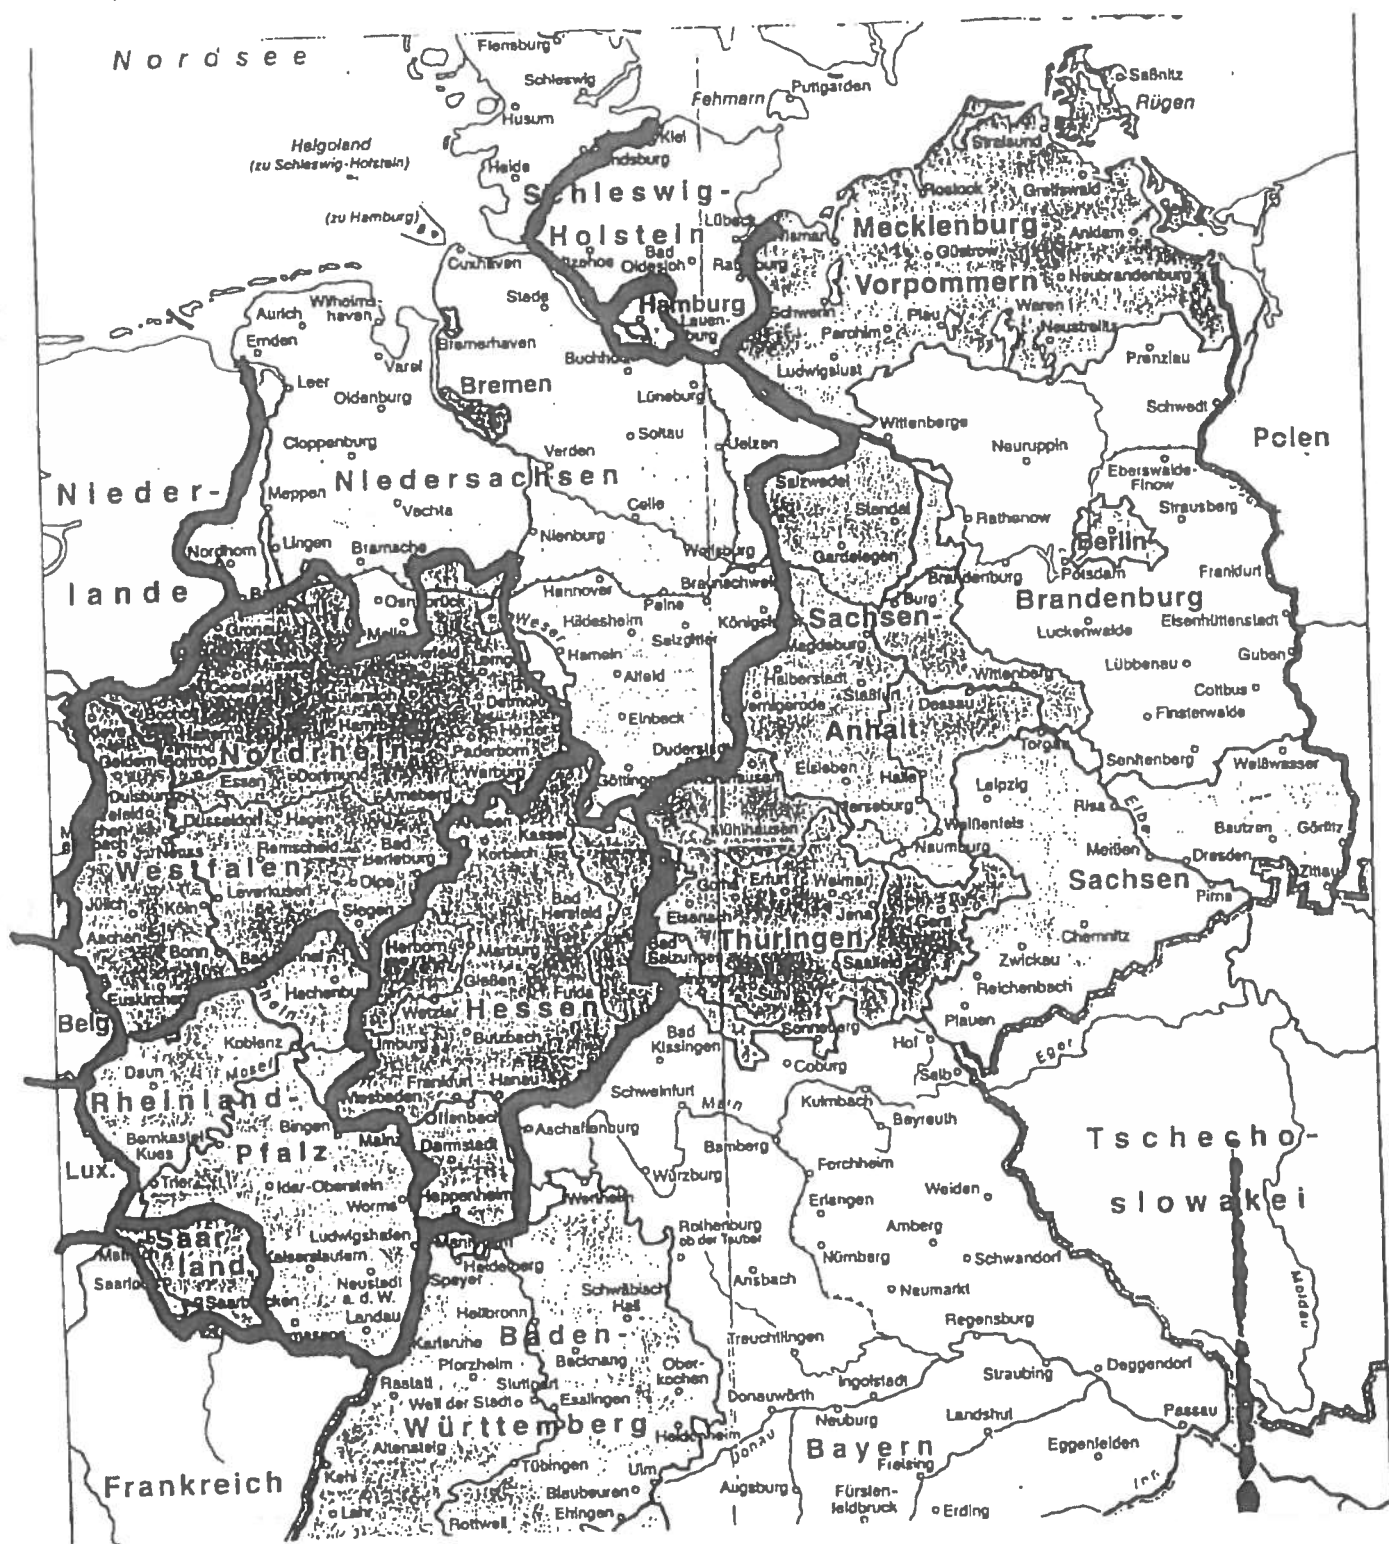 Nordsee
Flensburg
Schleswig
Husum
Fehmarn
Puttgarden
Saßnitz
Rügen
Helgoland
(zu Schleswig-Holstein)
Heide
Kiel
Stralsund
Rostock
Greifswald
(zu Hamburg)
Holstein
Lübeck
Mecklenburg-
Anklam
Güstrow
Cuxhaven
Bad
Oldesloh
Vorpommern
Neubrandenburg
Wilhelms-
haven
Aurich
Emden
Stade
Hamburg
Schwerin
Parchim
Plau
Waren
Neustrelitz
Bremerhaven
Varel
Prenzlau
Ludwigslust
Leer
Oldenburg
Bremen
Lüneburg
Schwedt
Wittenberge
Cloppenburg
Soltau
Uelzen
Neuruppin
Polen
Verden
Niedersachsen
Eberswalde-
Finow
Nieder-
lande
Meppen
Vechta
Celle
Salzwedel
Stendal
Rathenow
Strausberg
Nordhorn
Lingen
Bramsche
Nienburg
Wolfsburg
Gardelegen
Berlin
Potsdam
Frankfurt
Brandenburg
Brandenburg
Hannover
Peine
Burg
Eisenhüttenstadt
Weser
Hildesheim
Salzgitter
Sachsen-
Anhalt
Luckenwalde
Guben
Gronau
Melle
Hameln
Magdeburg
Lübbenau
Alfeld
Halberstadt
Staßfurt
Wittenberg
Cottbus
Detmold
Einbeck
Dessau
Finsterwalde
Nordrhein-
Westfalen
Höxter
Paderborn
Torgau
Senftenberg
Weißwasser
Geldern
Bottrop
Essen
Dortmund
Warburg
Eisleben
Halle
Leipzig
Duisburg
Arnsberg
Merseburg
Riesa
Elbe
Düsseldorf
Hagen
Kassel
Mühlhausen
Weißenfels
Bautzen
Görlitz
Neuss
Remscheid
Bad
Berleburg
Korbach
Naumburg
Meißen
Dresden
Leverkusen
Olpe
Gotha
Erfurt
Weimar
Sachsen
Zittau
Pirna
Jülich
Köln
Siegen
Bad
Hersfeld
Eisenach
Jena
Gera
Aachen
Bonn
Herborn
Marburg
Bad
Salzungen
Thüringen
Saalfeld
Chemnitz
Zwickau
Euskirchen
Hachenburg
Gießen
Fulda
Suhl
Reichenbach
Belg.
Wetzlar
Hessen
Sonneberg
Plauen
Koblenz
Limburg
Butzbach
Bad
Kissingen
Hof
Eger
Daun
Mosel
Frankfurt
Hanau
Coburg
Selb
Rheinland-
Pfalz
Wiesbaden
Offenbach
Schweinfurt
Main
Kulmbach
Bayreuth
Bingen
Mainz
Aschaffenburg
Bamberg
Tschecho-
slowakei
Bernkastel
Kues
Darmstadt
Forchheim
Lux.
Trier
Idar-Oberstein
Würzburg
Weiden
Worms
Heppenheim
Wertheim
Erlangen
Saar-
land
Ludwigshafen
Rothenburg
ob der Tauber
Amberg
Kaiserslautern
Heidelberg
Nürnberg
Schwandorf
Saarbrücken
Neustadt
a. d. W.
Speyer
Schwäbisch
Hall
Ansbach
Neumarkt
Moldau
Landau
Heilbronn
Regensburg
Karlsruhe
Baden-
Württemberg
Treuchtlingen
Pforzheim
Backnang
Ober-
kochen
Deggendorf
Rastatt
Stuttgart
Straubing
Weil der Stadt
Esslingen
Donauwörth
Ingolstadt
Heidenheim
Neuburg
Landshut
Passau
Altensteig
Donau
Bayern
Eggenfelden
Frankreich
Kehl
Tübingen
Ulm
Freising
Inn
Blaubeuren
Augsburg
Fürsten-
feldbruck
Lahr
Rottweil
Ehingen
Erding